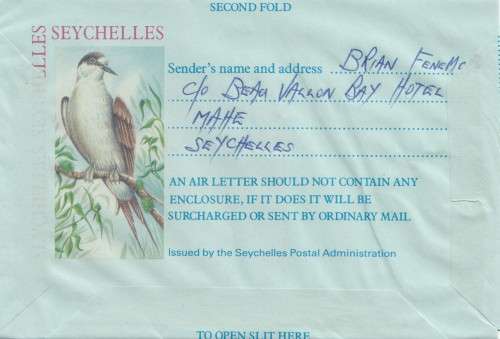 SECOND FOLD
SEYCHELLES
Sender's name and address BRIAN
C/O BEAU VALLON BAY HOTEL
MAHE
SEYCHELLES
AN AIR LETTER SHOULD NOT CONTAIN ANY
ENCLOSURE, IF IT DOES IT WILL BE
SURCHARGED OR SENT BY ORDINARY MAIL
Issued by the Seychelles Postal Administration
TO OPEN SLIT HERE